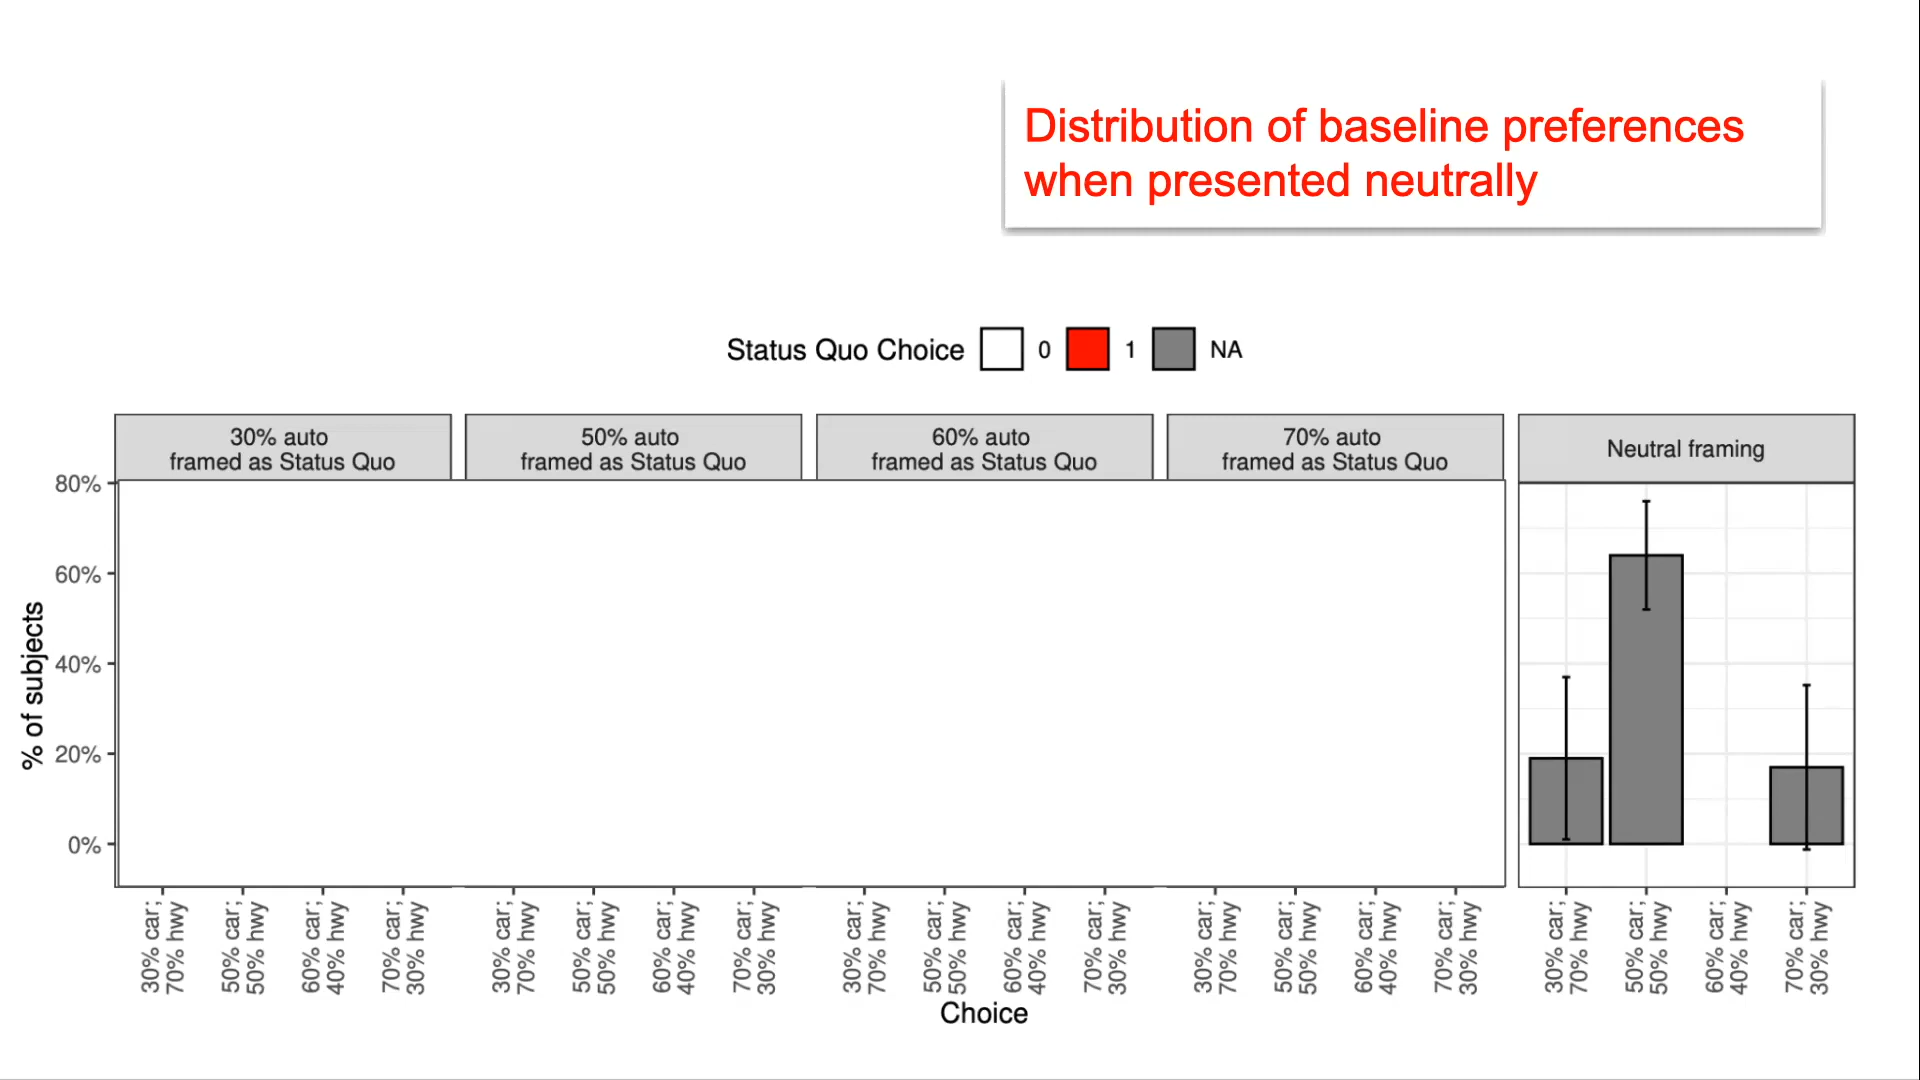 Distribution of baseline preferences
when presented neutrally
Status Quo Choice 0 1 NA
30% auto
framed as Status Quo
50% auto
framed as Status Quo
60% auto
framed as Status Quo
70% auto
framed as Status Quo
Neutral framing
% of subjects
80%
60%
40%
20%
0%
30% car;
70% hwy
50% car;
50% hwy
60% car;
40% hwy
70% car;
30% hwy
30% car;
70% hwy
50% car;
50% hwy
60% car;
40% hwy
70% car;
30% hwy
30% car;
70% hwy
50% car;
50% hwy
60% car;
40% hwy
70% car;
30% hwy
30% car;
70% hwy
50% car;
50% hwy
60% car;
40% hwy
70% car;
30% hwy
30% car;
70% hwy
50% car;
50% hwy
60% car;
40% hwy
70% car;
30% hwy
Choice